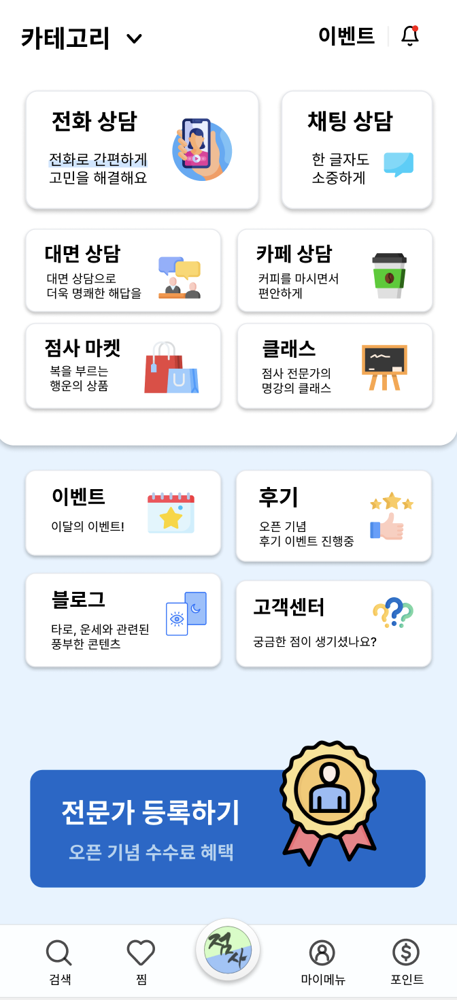 카테고리
이벤트
전화 상담
전화로 간편하게
고민을 해결해요
채팅 상담
한 글자도
소중하게
대면 상담
대면 상담으로
더욱 명쾌한 해답을
카페 상담
커피를 마시면서
편안하게
점사 마켓
복을 부르는
행운의 상품
클래스
점사 전문가의
명강의 클래스
이벤트
이달의 이벤트!
후기
오픈 기념
후기 이벤트 진행중
블로그
타로, 운세와 관련된
풍부한 콘텐츠
고객센터
궁금한 점이 생기셨나요?
전문가 등록하기
오픈 기념 수수료 혜택
점사
검색
찜
마이메뉴
포인트